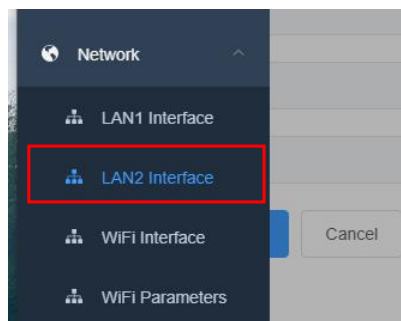 Network
LAN1 Interface
LAN2 Interface
WiFi Interface
Cancel
WiFi Parameters